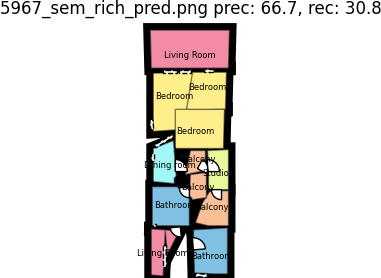 5967_sem_rich_pred.png prec: 66.7, rec: 30.8
Living Room
Bedroom
Bedroom
Bedroom
Balcony
Dining room
Studio
Balcony
Bathroom
Balcony
Living Room
Bathroom